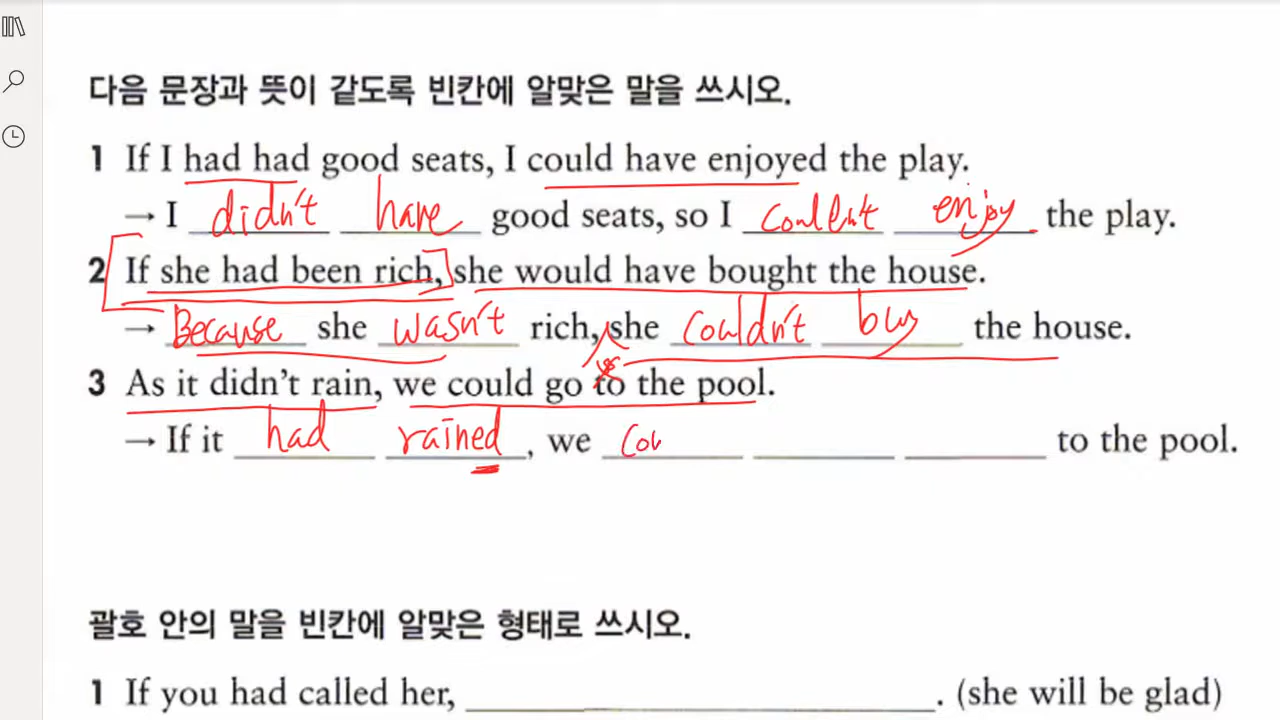 다음 문장과 뜻이 같도록 빈칸에 알맞은 말을 쓰시오.
1 If I had had good seats, I could have enjoyed the play.
→ I didn't have good seats, so I couldn't enjoy the play.
2 If she had been rich, she would have bought the house.
→ Because she wasn't rich, she couldn't buy the house.
3 As it didn't rain, we could go to the pool.
→ If it had rained, we cou to the pool.
괄호 안의 말을 빈칸에 알맞은 형태로 쓰시오.
1 If you had called her, . (she will be glad)